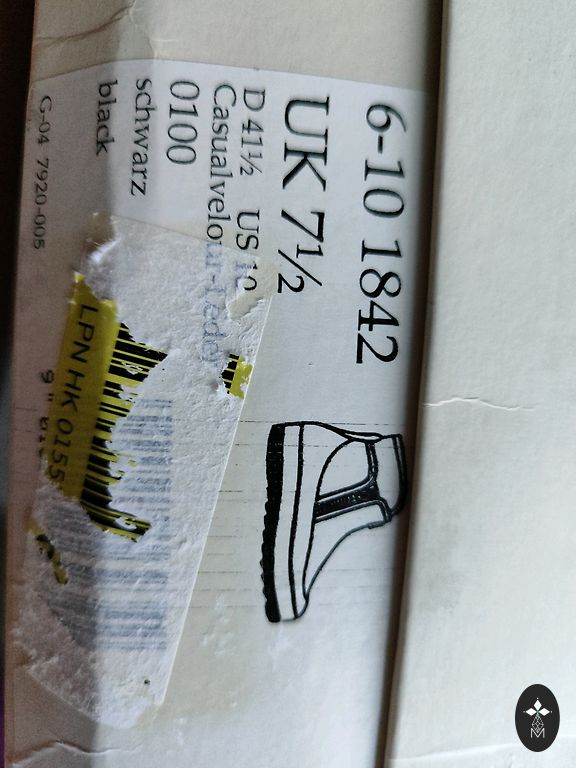 6-10 1842
UK 7½
D 41½ US 10
Casualvelour-Leder
0100
schwarz
black
G-04 7920-005
LPN HK 0155
M